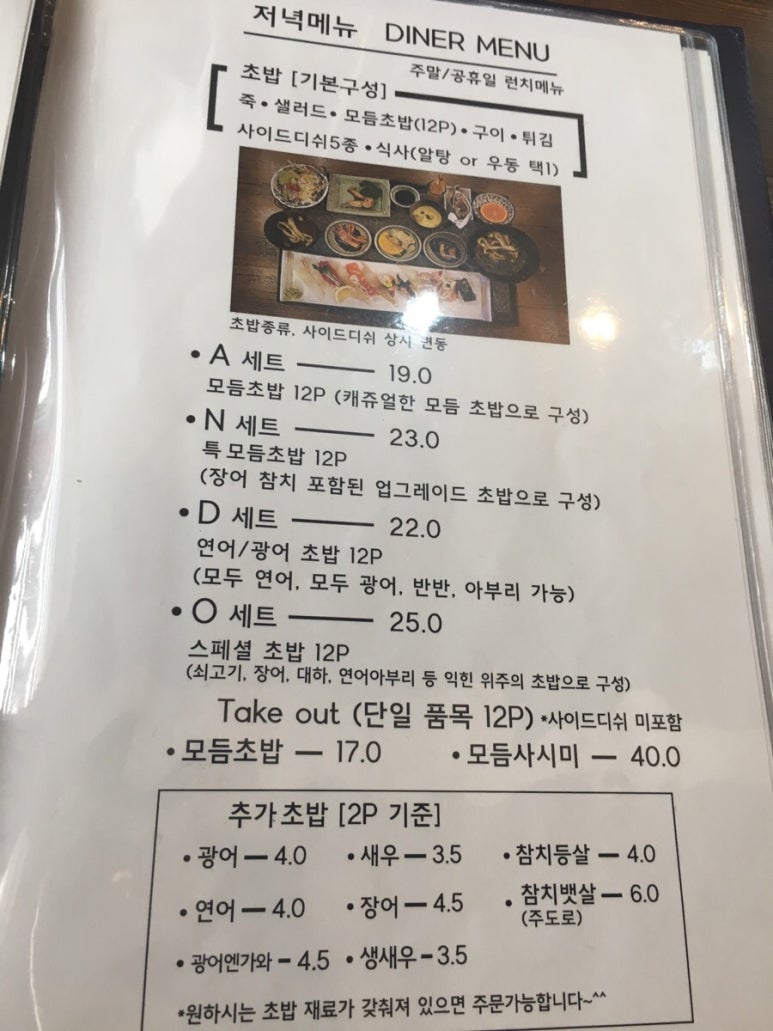 저녁메뉴 DINER MENU
주말/공휴일 런치메뉴
초밥 [기본구성]
죽 • 샐러드 • 모듬초밥(12P) • 구이 • 튀김
사이드디쉬5종 • 식사(알탕 or 우동 택1)
초밥종류, 사이드디쉬 상시 변동
• A 세트 — 19.0
모듬초밥 12P (캐쥬얼한 모듬 초밥으로 구성)
• N 세트 — 23.0
특 모듬초밥 12P
(장어 참치 포함된 업그레이드 초밥으로 구성)
• D 세트 — 22.0
연어/광어 초밥 12P
(모두 연어, 모두 광어, 반반, 아부리 가능)
• O 세트 — 25.0
스페셜 초밥 12P
(쇠고기, 장어, 대하, 연어아부리 등 익힌 위주의 초밥으로 구성)
Take out (단일 품목 12P) *사이드디쉬 미포함
• 모듬초밥 — 17.0 • 모듬사시미 — 40.0
추가초밥 [2P 기준]
• 광어 — 4.0 • 새우 — 3.5 • 참치등살 — 4.0
• 연어 — 4.0 • 장어 — 4.5 • 참치뱃살 — 6.0
(주도로)
• 광어엔가와 — 4.5 • 생새우 — 3.5
*원하시는 초밥 재료가 갖춰져 있으면 주문가능합니다~^^